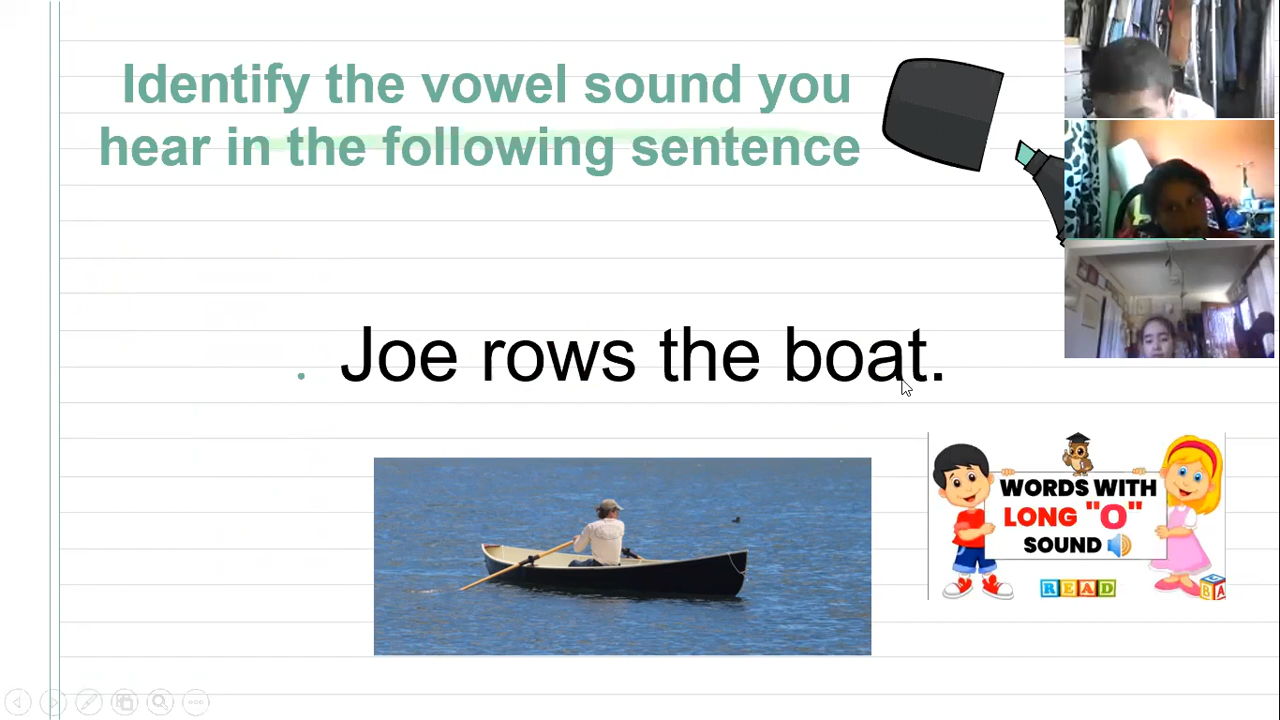 Identify the vowel sound you
hear in the following sentence
. Joe rows the boat.
WORDS WITH
LONG "O"
SOUND
READ